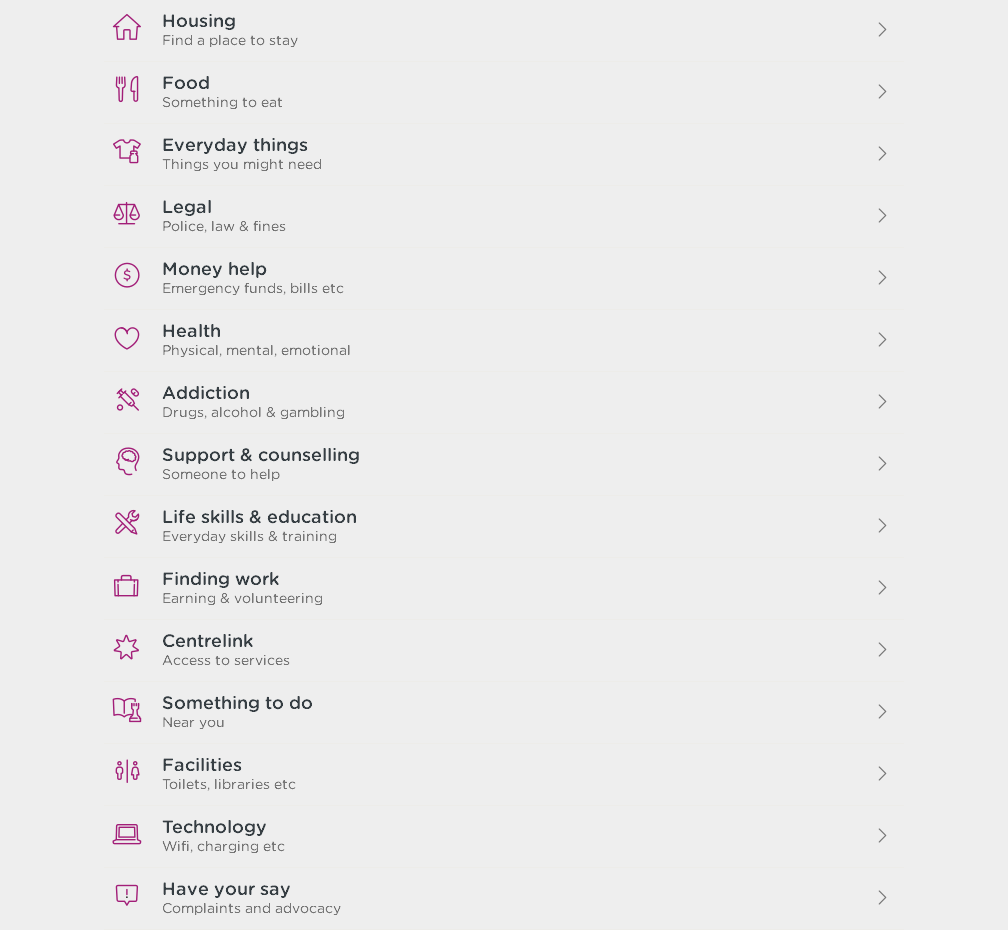 Housing
Find a place to stay
Food
Something to eat
Everyday things
Things you might need
Legal
Police, law & fines
Money help
Emergency funds, bills etc
Health
Physical, mental, emotional
Addiction
Drugs, alcohol & gambling
Support & counselling
Someone to help
Life skills & education
Everyday skills & training
Finding work
Earning & volunteering
Centrelink
Access to services
Something to do
Near you
Facilities
Toilets, libraries etc
Technology
Wifi, charging etc
Have your say
Complaints and advocacy